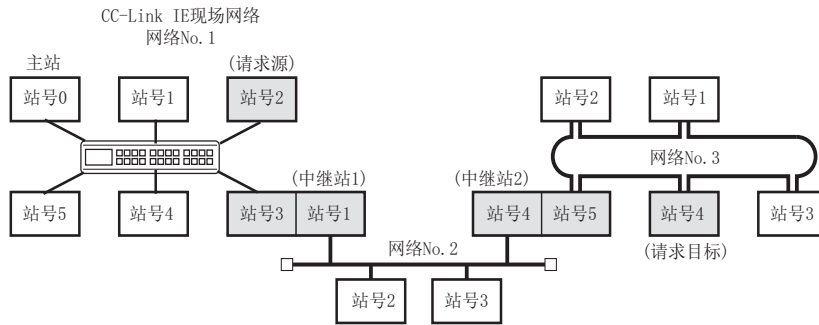 CC-Link IE现场网络
网络No.1
主站
(请求源)
站号0
站号1
站号2
站号2
站号1
网络No.3
(中继站1)
(中继站2)
站号5
站号4
站号3
站号1
站号4
站号5
站号4
站号3
网络No.2
(请求目标)
站号2
站号3